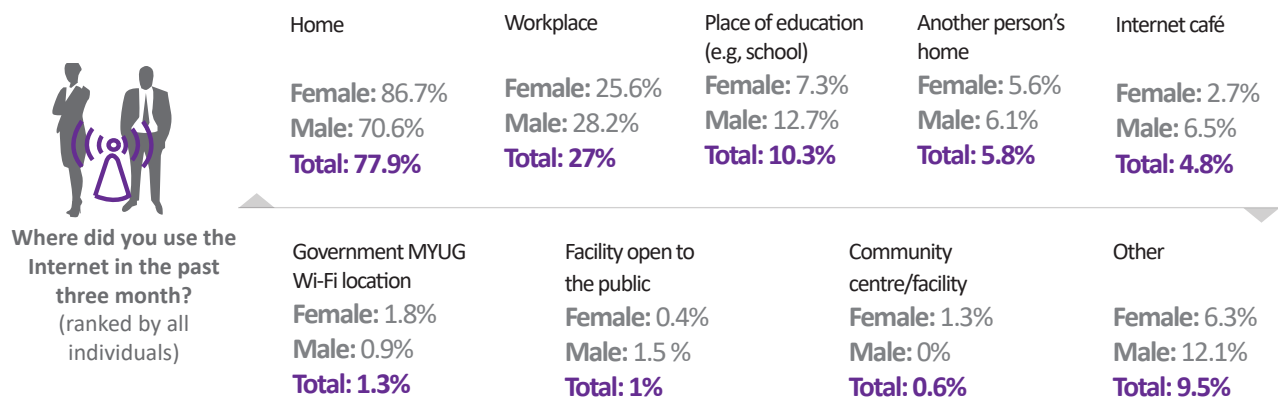 Home
Female: 86.7%
Male: 70.6%
Total: 77.9%
Workplace
Female: 25.6%
Male: 28.2%
Total: 27%
Place of education
(e.g, school)
Female: 7.3%
Male: 12.7%
Total: 10.3%
Another person's
home
Female: 5.6%
Male: 6.1%
Total: 5.8%
Internet café
Female: 2.7%
Male: 6.5%
Total: 4.8%
Where did you use the
Internet in the past
three month?
(ranked by all
individuals)
Government MYUG
Wi-Fi location
Female: 1.8%
Male: 0.9%
Total: 1.3%
Facility open to
the public
Female: 0.4%
Male: 1.5 %
Total: 1%
Community
centre/facility
Female: 1.3%
Male: 0%
Total: 0.6%
Other
Female: 6.3%
Male: 12.1%
Total: 9.5%